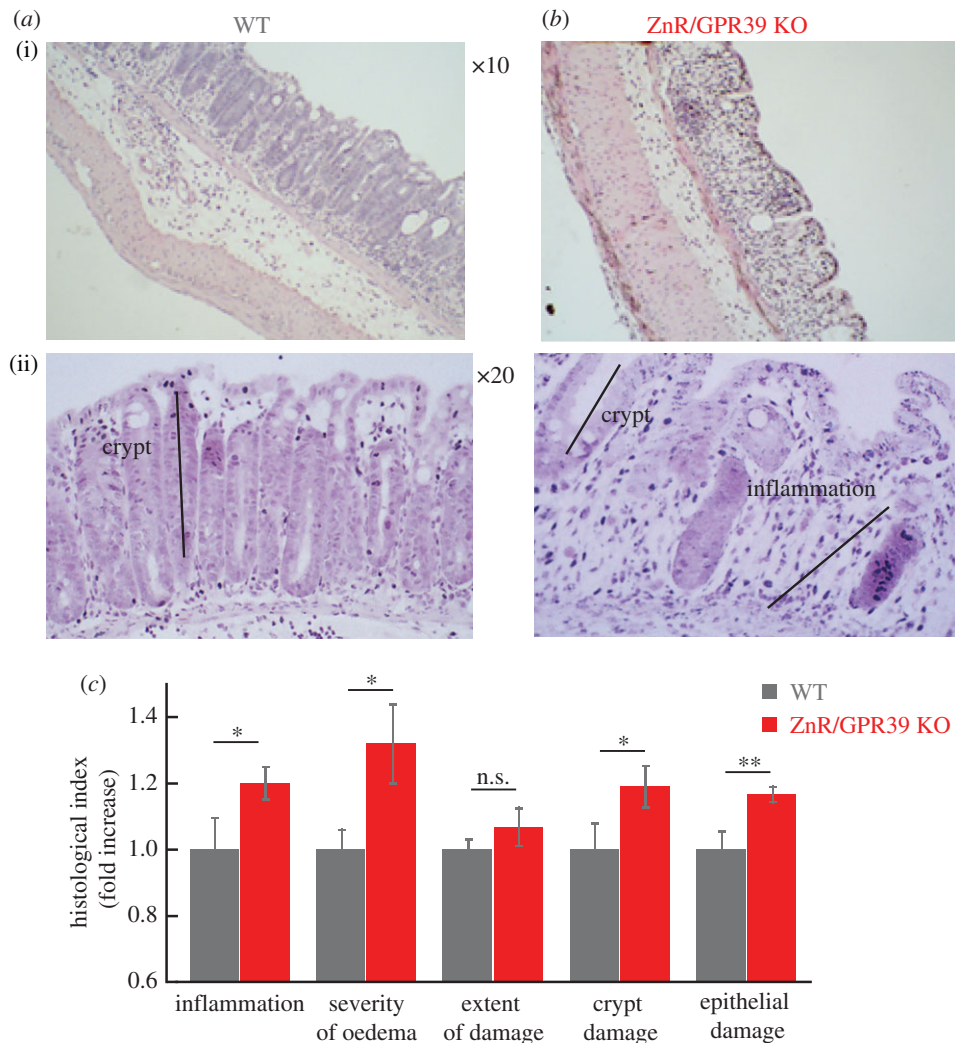 (a) WT
(b) ZnR/GPR39 KO
(i)
×10
(ii)
×20
crypt
crypt
inflammation
(c)
WT
ZnR/GPR39 KO
histological index
(fold increase)
1.4
1.2
1.0
0.8
0.6
*
*
n.s.
*
**
inflammation
severity
of oedema
extent
of damage
crypt
damage
epithelial
damage